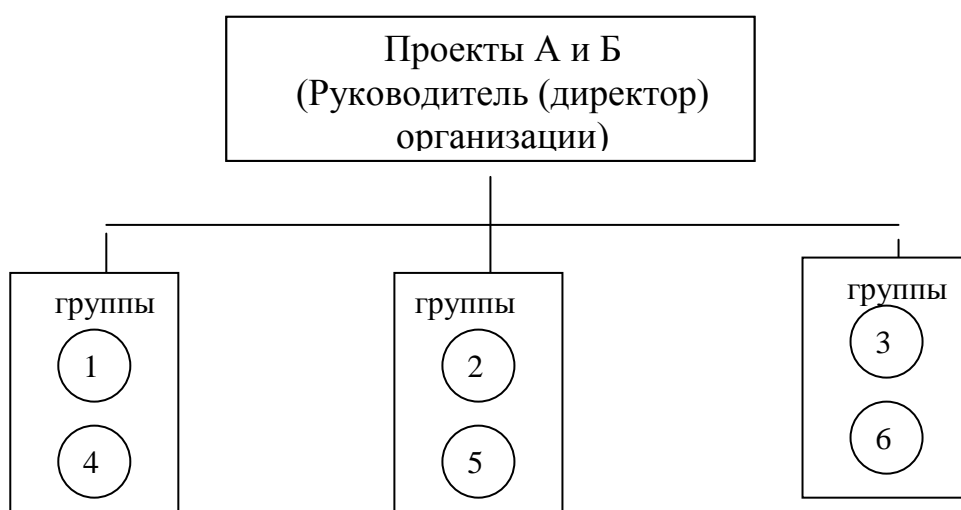 Проекты А и Б
(Руководитель (директор)
организации)
группы
1
4
группы
2
5
группы
3
6